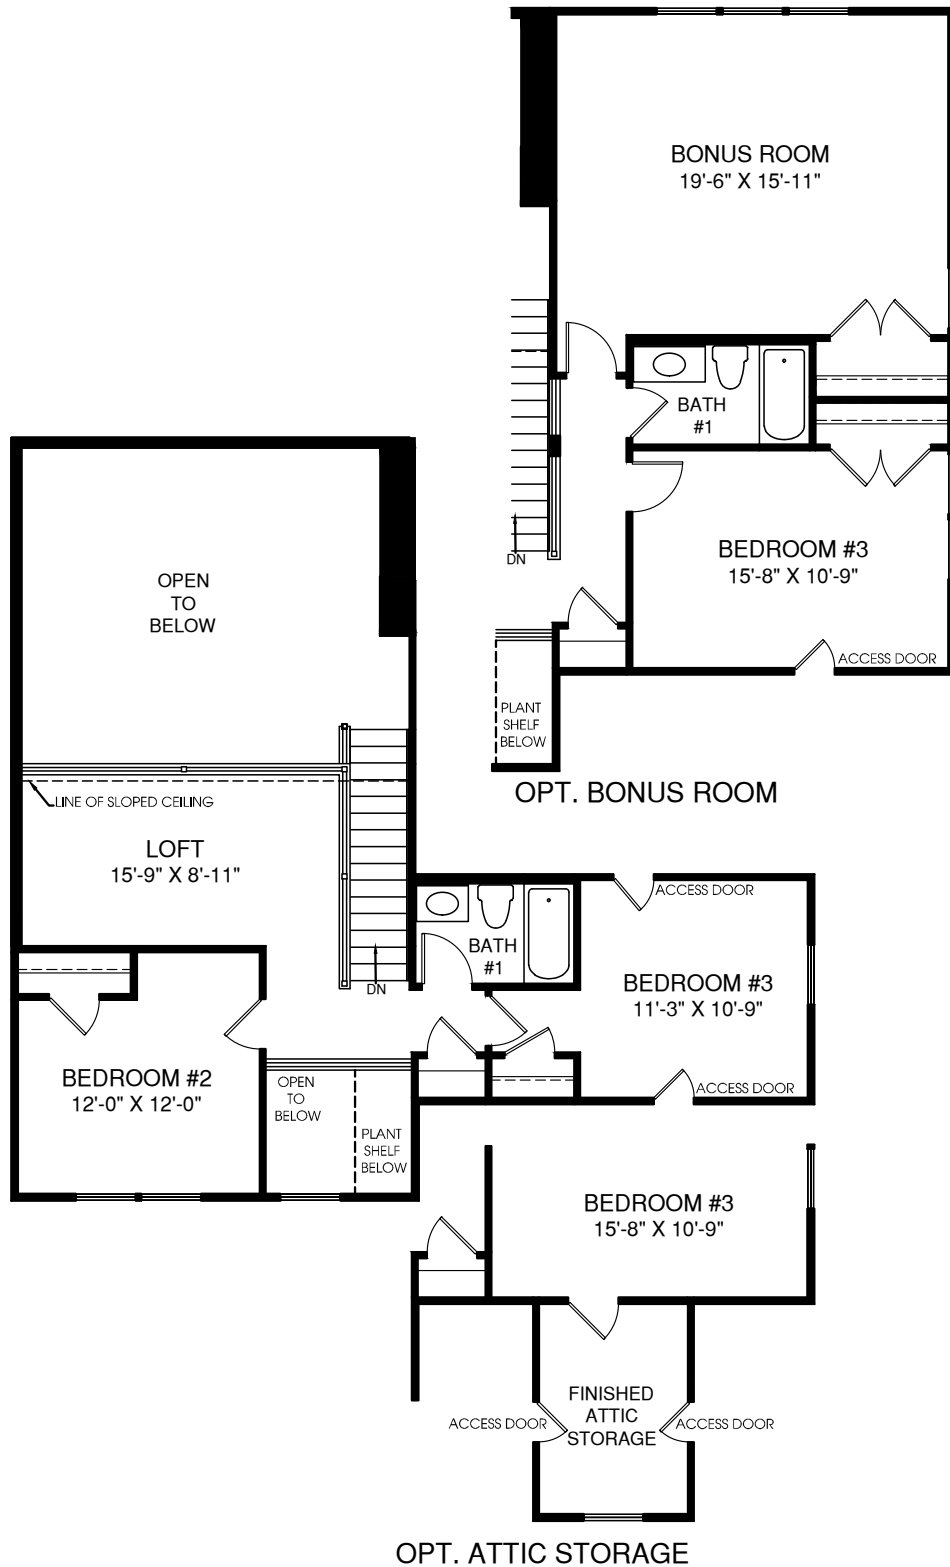 BONUS ROOM
19'-6" X 15'-11"
BATH
#1
BEDROOM #3
15'-8" X 10'-9"
DN
ACCESS DOOR
PLANT
SHELF
BELOW
OPT. BONUS ROOM
OPEN
TO
BELOW
LINE OF SLOPED CEILING
LOFT
15'-9" X 8'-11"
DN
BATH
#1
ACCESS DOOR
BEDROOM #3
11'-3" X 10'-9"
ACCESS DOOR
BEDROOM #2
12'-0" X 12'-0"
OPEN
TO
BELOW
PLANT
SHELF
BELOW
BEDROOM #3
15'-8" X 10'-9"
FINISHED
ATTIC
STORAGE
ACCESS DOOR
ACCESS DOOR
OPT. ATTIC STORAGE